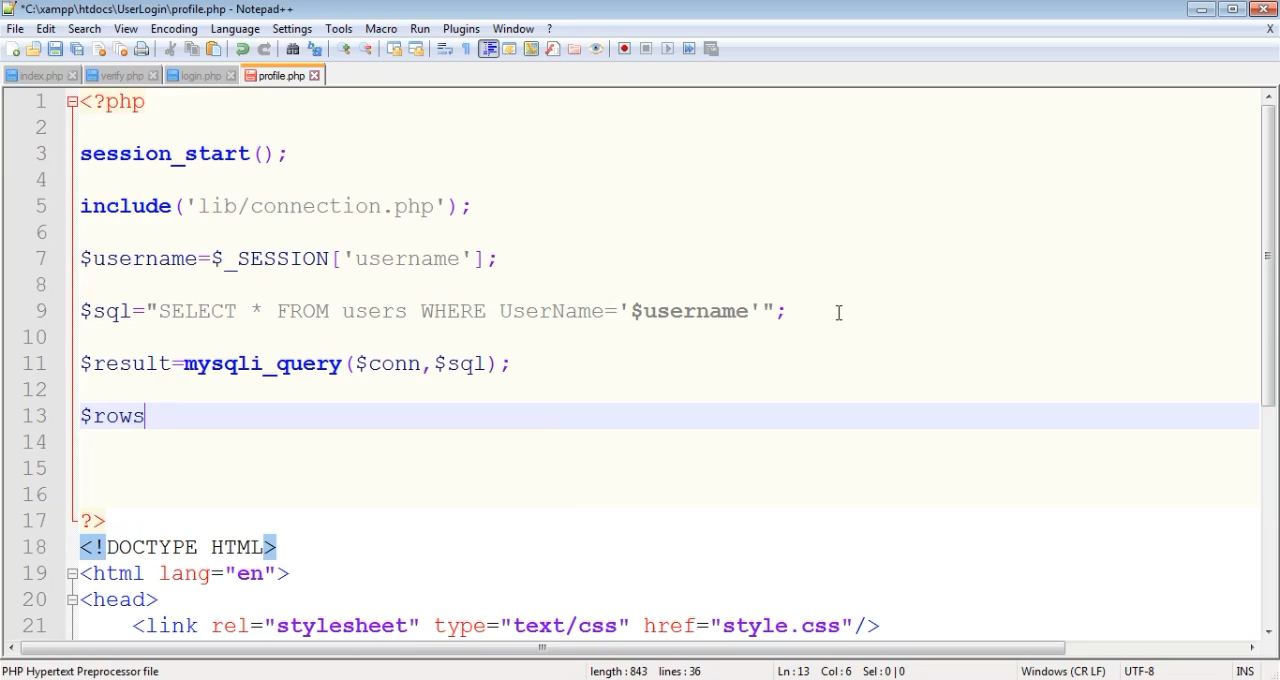 *C:\xampp\htdocs\UserLogin\profile.php - Notepad++
File Edit Search View Encoding Language Settings Tools Macro Run Plugins Window ? X
index.php verify.php login.php profile.php
1 <?php
2
3 session_start();
4
5 include('lib/connection.php');
6
7 $username=$_SESSION['username'];
8
9 $sql="SELECT * FROM users WHERE UserName='$username'";
10
11 $result=mysqli_query($conn,$sql);
12
13 $rows
14
15
16
17 ?>
18 <!DOCTYPE HTML>
19 <html lang="en">
20 <head>
21 <link rel="stylesheet" type="text/css" href="style.css"/>
PHP Hypertext Preprocessor file length : 843 lines : 36 Ln : 13 Col : 6 Sel : 0 | 0 Windows (CR LF) UTF-8 INS